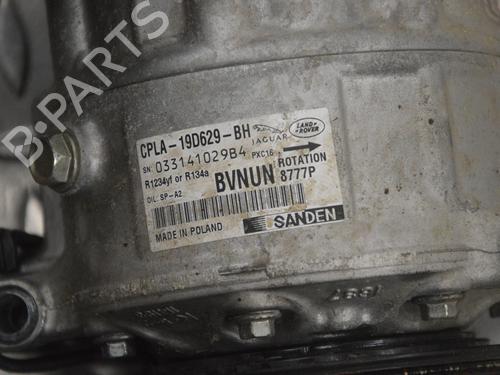 B-PARTS
CPLA-19D629-BH
JAGUAR
LAND ROVER
SN: 03314102984
PXC16
R1234yf or R134a
BVNUN
ROTATION
8777P
OIL: SP-A2
MADE IN POLAND
SANDEN